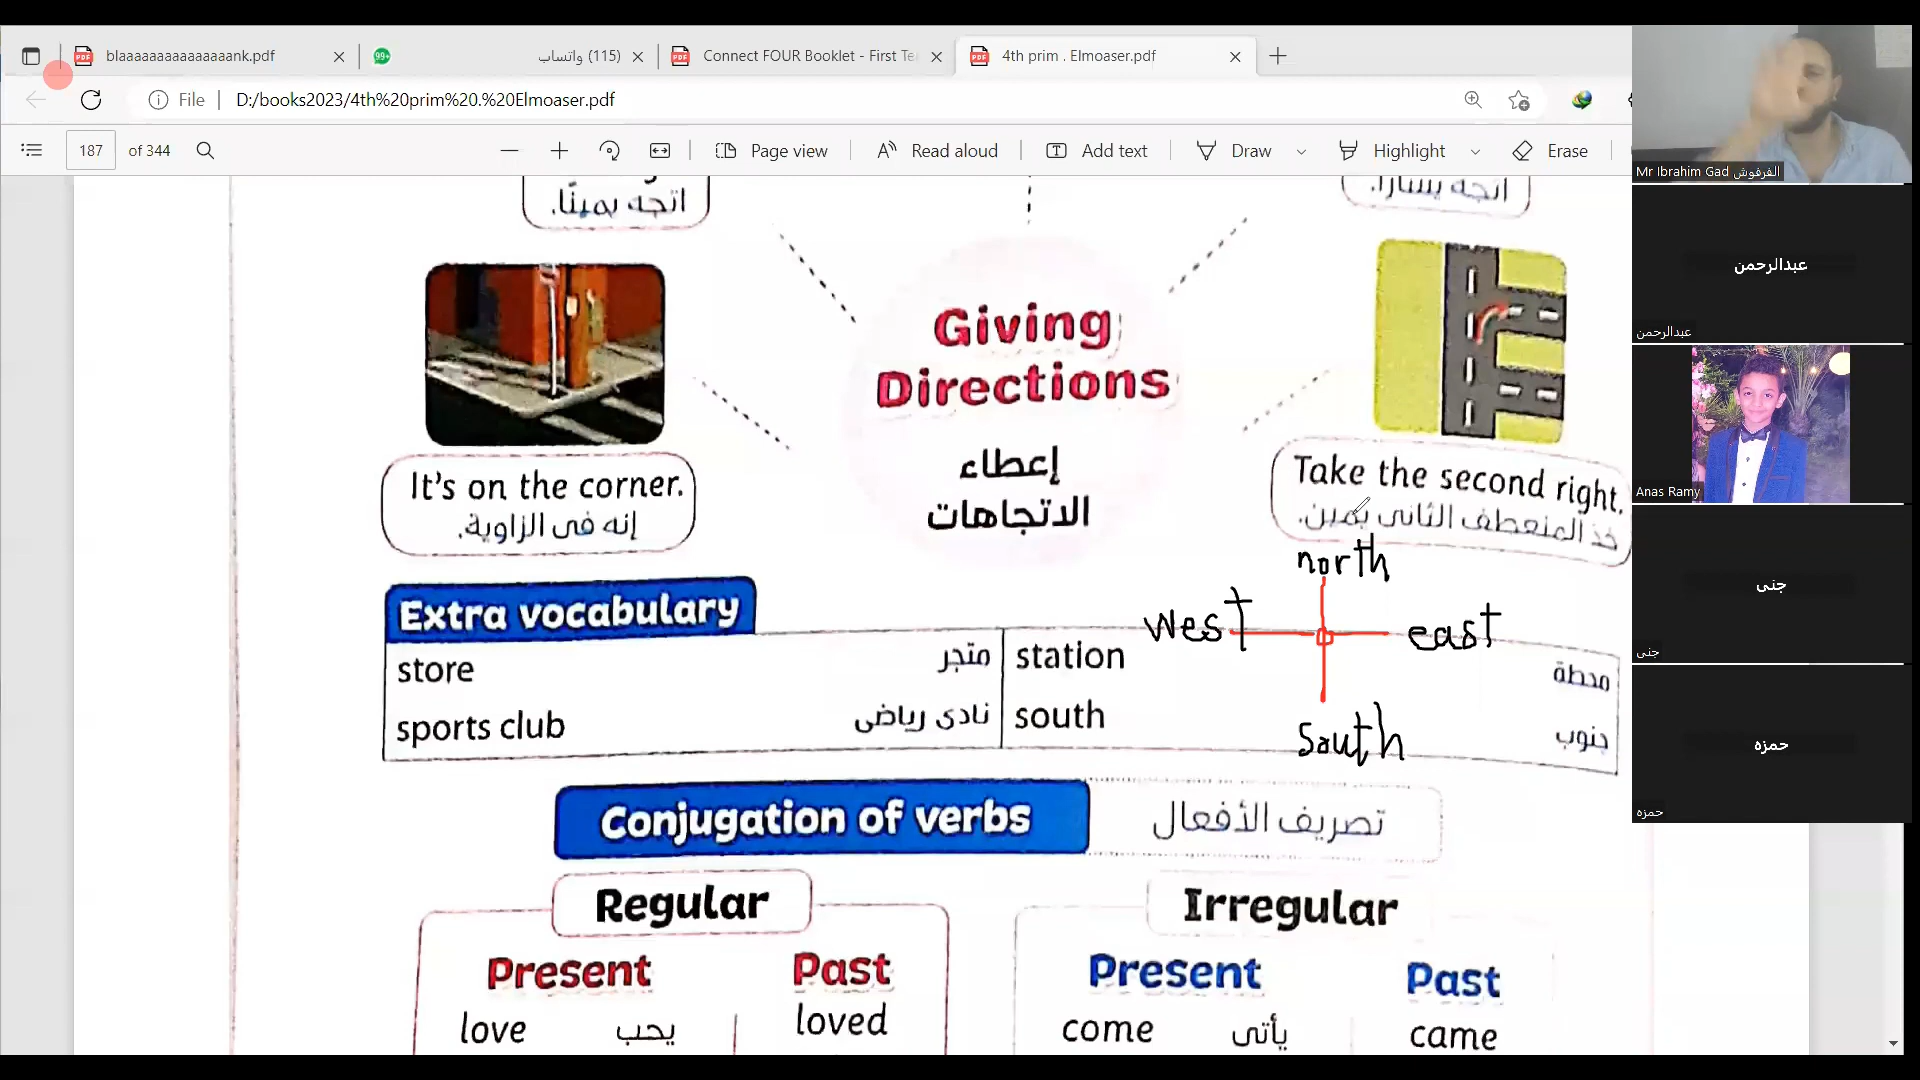 blaaaaaaaaaaaaaaaank.pdf
(115) واتساب
Connect FOUR Booklet - First Te
4th prim . Elmoaser.pdf
File
D:/books2023/4th%20prim%20.%20Elmoaser.pdf
187 of 344
Page view
Read aloud
Add text
Draw
Highlight
Erase
Mr Ibrahim Gad الفرفوش
عبدالرحمن
عبدالرحمن
Anas Ramy
جنى
جنى
حمزه
حمزه
اتجه يمينًا.
اتجه يسارًا.
Giving
Directions
إعطاء
الاتجاهات
It's on the corner.
إنه فى الزاوية.
Take the second right.
خذ المنعطف الثانى يمين.
north
west
east
south
Extra vocabulary
store متجر
station محطة
sports club نادى رياضى
south جنوب
Conjugation of verbs تصريف الأفعال
Regular
Irregular
Present Past
Present Past
love يحب loved
come يأتى came